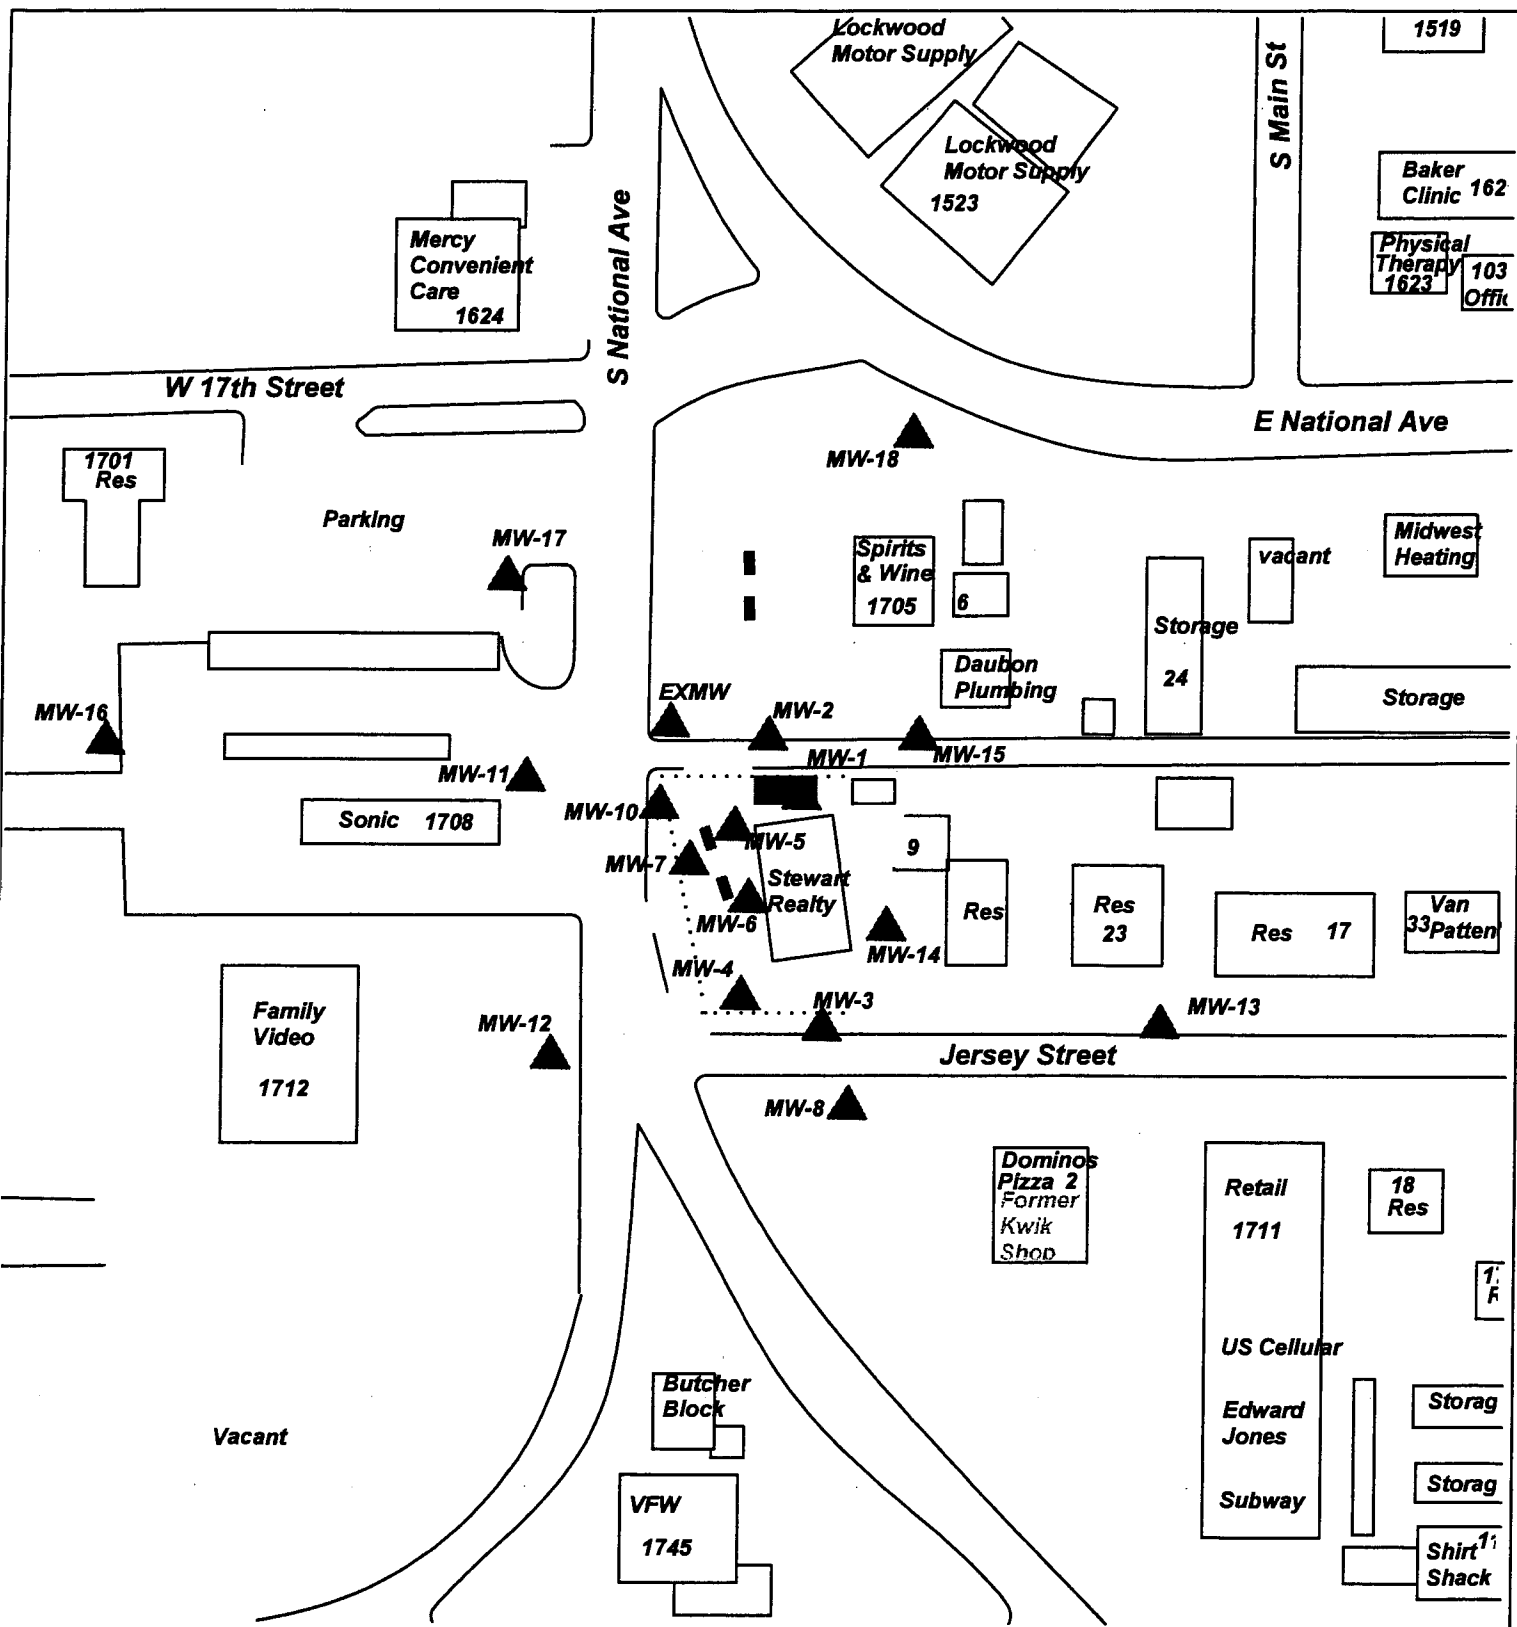 Lockwood
Motor Supply
1519
S Main St
Lockwood
Motor Supply
1523
Baker
Clinic 162
Mercy
Convenient
Care
1624
S National Ave
Physical
Therapy
1623
103
W 17th Street
E National Ave
MW-18
1701
Res
Parking
MW-17
Spirits
& Wine
1705
6
vacant
Midwest
Heating
Storage
24
Daubon
Plumbing
Storage
EXMW
MW-2
MW-16
MW-1
MW-15
MW-11
MW-10
Sonic 1708
MW-5
9
MW-7
Stewart
Realty
MW-6
Res
Res
23
Res 17
Van
33 Patten
MW-14
MW-4
MW-3
MW-13
Family
Video
1712
MW-12
Jersey Street
MW-8
Dominos
Pizza 2
Former
Kwik
Shop
Retail
1711
18
Res
US Cellular
Butcher
Block
Edward
Jones
Storag
Vacant
Storag
Subway
VFW
1745
Shirt
Shack